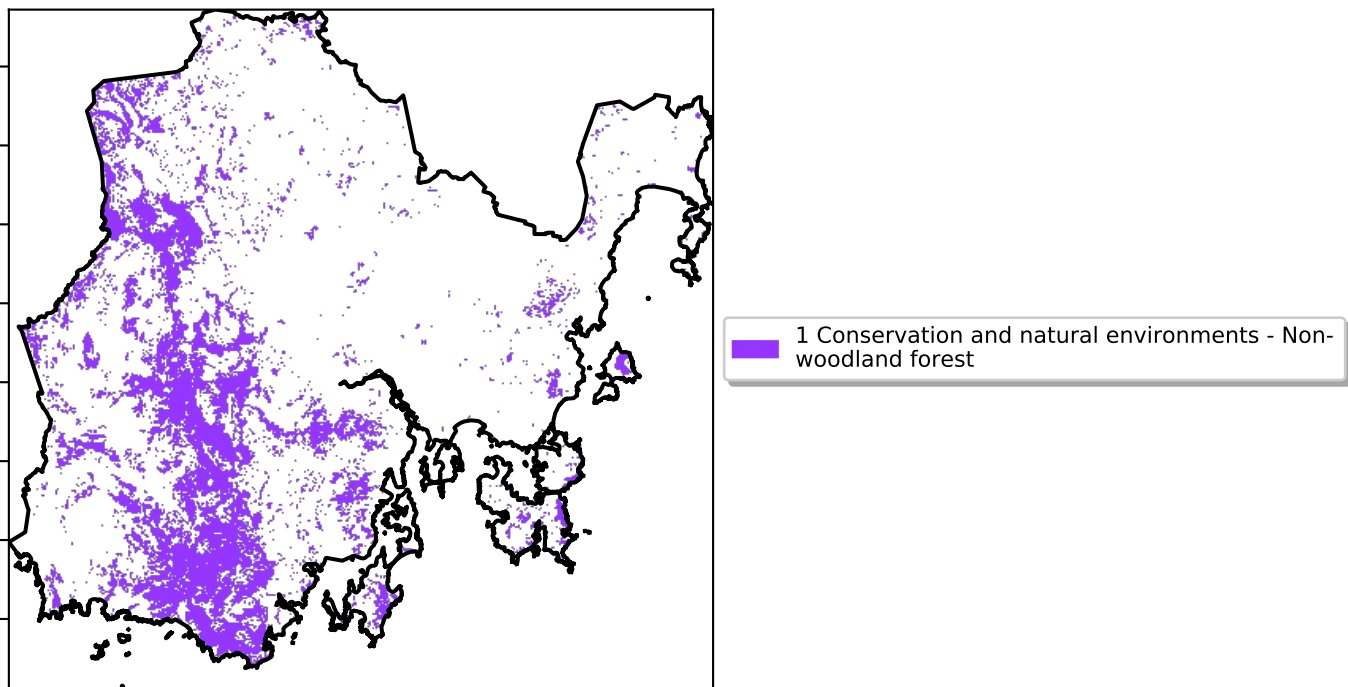 1 Conservation and natural environments - Non-
woodland forest